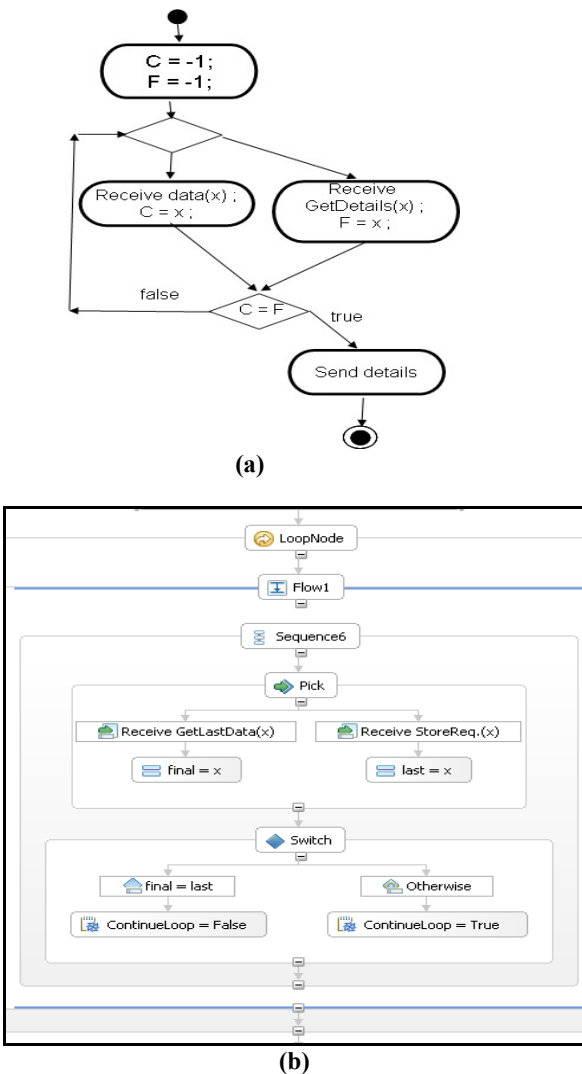 C = -1;
F = -1;
Receive data(x) ;
C = x ;
Receive
GetDetails(x) ;
F = x ;
false
C = F
true
Send details
(a)
LoopNode
Flow1
Sequence6
Pick
Receive GetLastData(x)
Receive StoreReq.(x)
final = x
last = x
Switch
final = last
Otherwise
ContinueLoop = False
ContinueLoop = True
(b)